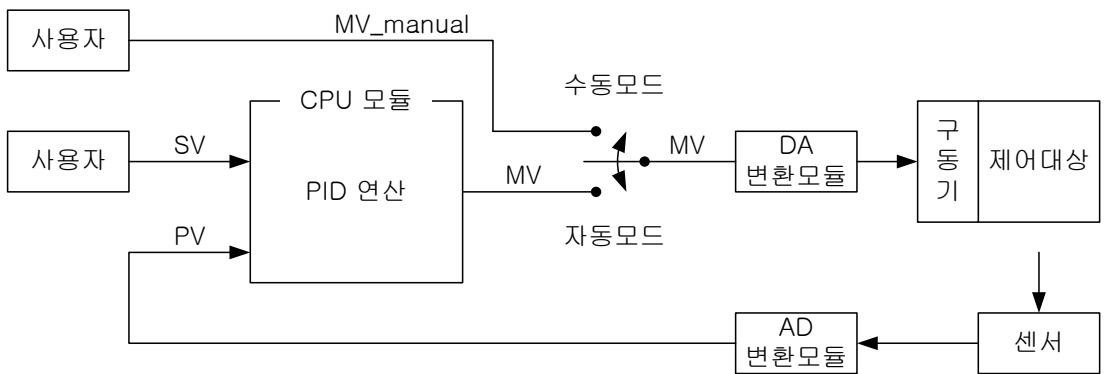 MV_manual
사용자
수동모드
CPU 모듈
사용자
SV
PID 연산
MV
MV
DA
변환모듈
구
동
기
제어대상
PV
자동모드
AD
변환모듈
센서